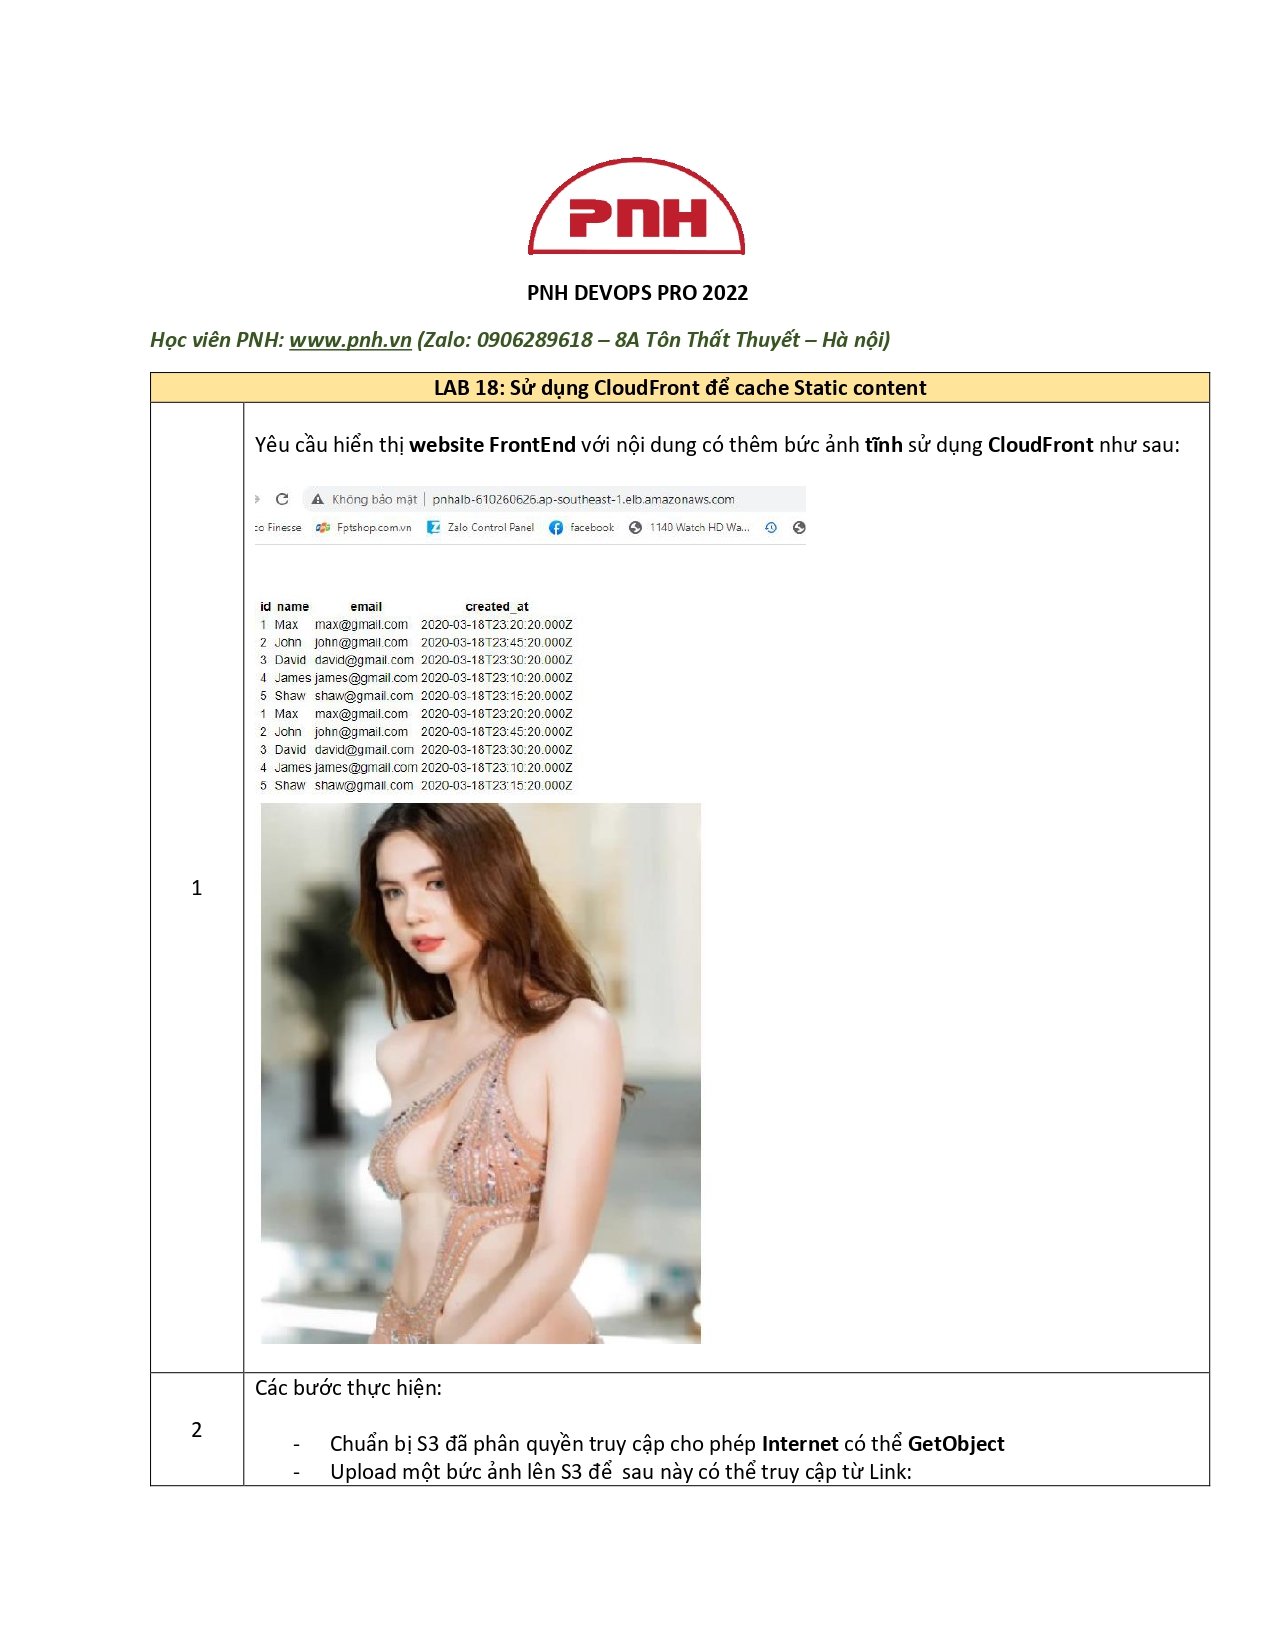 PNH
PNH DEVOPS PRO 2022
Học viên PNH: www.pnh.vn (Zalo: 0906289618 – 8A Tôn Thất Thuyết – Hà nội)
LAB 18: Sử dụng CloudFront để cache Static content
1
Yêu cầu hiển thị website FrontEnd với nội dung có thêm bức ảnh tĩnh sử dụng CloudFront như sau:
Không bảo mật | pnhalb-610260626.ap-southeast-1.elb.amazonaws.com
co Finesse Fptshop.com.vn Zalo Control Panel facebook 1140 Watch HD Wa...
id name email created_at
1 Max max@gmail.com 2020-03-18T23:20:20.000Z
2 John john@gmail.com 2020-03-18T23:45:20.000Z
3 David david@gmail.com 2020-03-18T23:30:20.000Z
4 James james@gmail.com 2020-03-18T23:10:20.000Z
5 Shaw shaw@gmail.com 2020-03-18T23:15:20.000Z
1 Max max@gmail.com 2020-03-18T23:20:20.000Z
2 John john@gmail.com 2020-03-18T23:45:20.000Z
3 David david@gmail.com 2020-03-18T23:30:20.000Z
4 James james@gmail.com 2020-03-18T23:10:20.000Z
5 Shaw shaw@gmail.com 2020-03-18T23:15:20.000Z
2
Các bước thực hiện:
- Chuẩn bị S3 đã phân quyền truy cập cho phép Internet có thể GetObject
- Upload một bức ảnh lên S3 để sau này có thể truy cập từ Link: